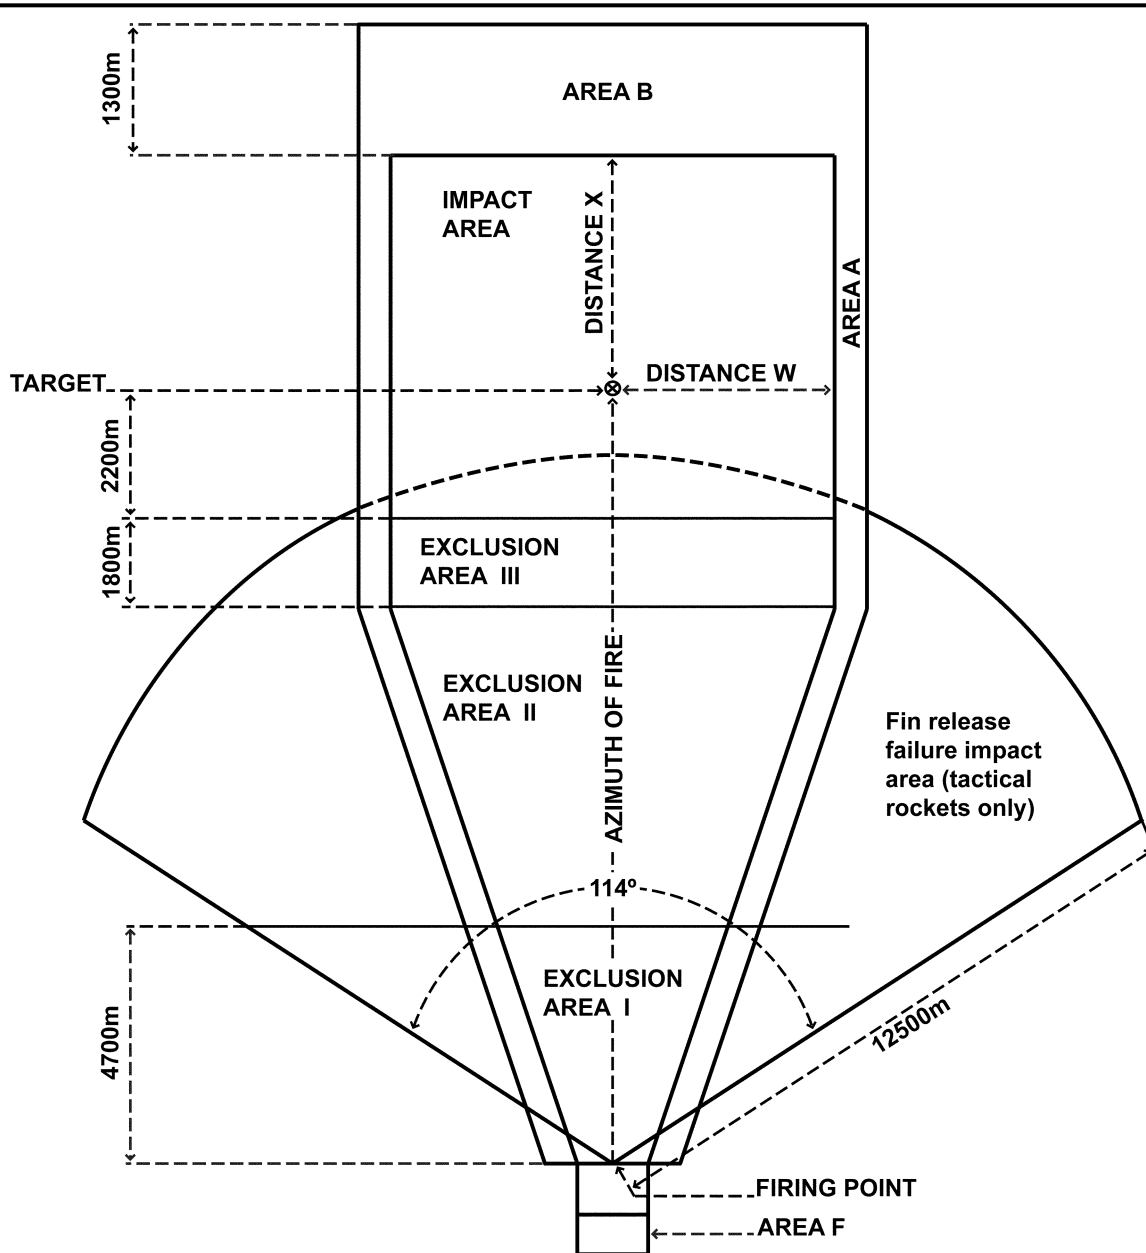 1300m
AREA B
IMPACT
AREA
DISTANCE X
AREA A
TARGET
DISTANCE W
2200m
1800m
EXCLUSION
AREA III
EXCLUSION
AREA II
AZIMUTH OF FIRE
Fin release
failure impact
area (tactical
rockets only)
114º
4700m
EXCLUSION
AREA I
12500m
FIRING POINT
AREA F